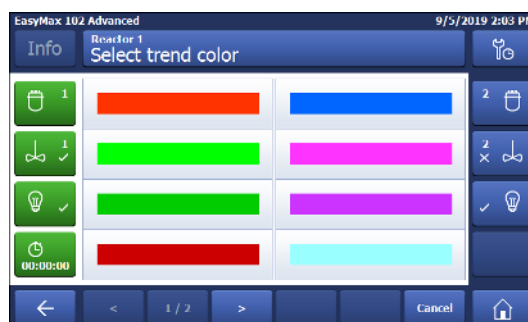 EasyMax 102 Advanced
9/5/2019 2:03 PM
Info
Reactor 1
Select trend color
1
2
1
2
00:00:00
<
1 / 2
>
Cancel